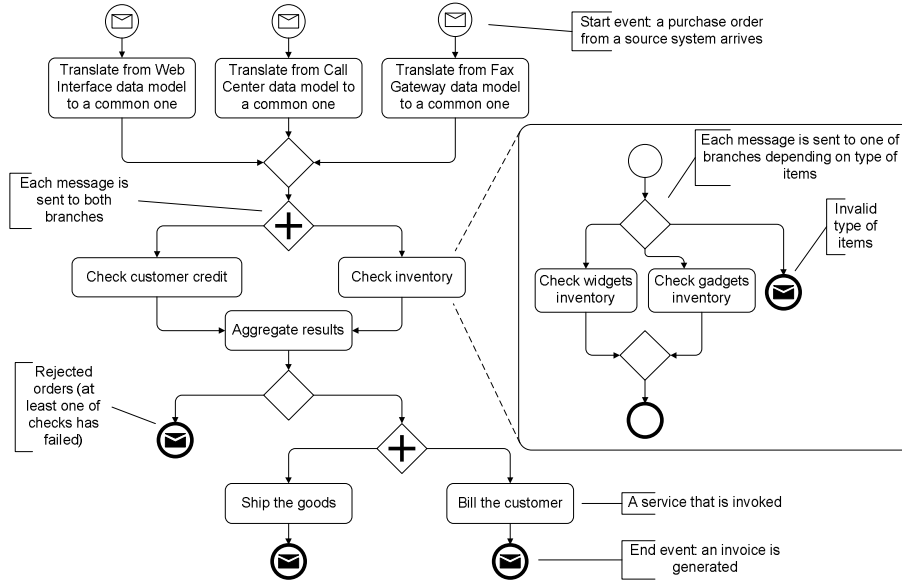 Start event: a purchase order
from a source system arrives
Translate from Web
Interface data model
to a common one
Translate from Call
Center data model to
a common one
Translate from Fax
Gateway data model
to a common one
Each message is sent to one of
branches depending on type of
items
Each message is
sent to both
branches
Invalid
type of
items
Check customer credit
Check inventory
Check widgets
inventory
Check gadgets
inventory
Aggregate results
Rejected
orders (at
least one of
checks has
failed)
Ship the goods
Bill the customer
A service that is invoked
End event: an invoice is
generated